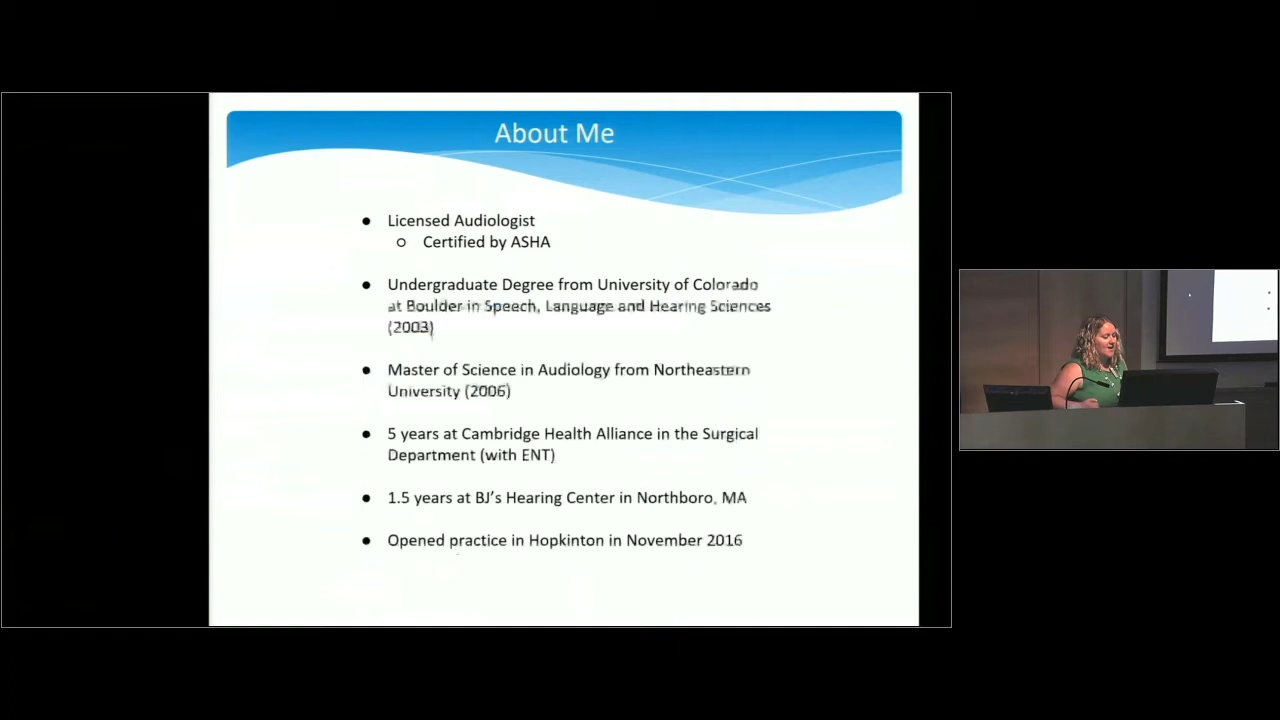 About Me
● Licensed Audiologist
o Certified by ASHA
● Undergraduate Degree from University of Colorado
at Boulder in Speech, Language and Hearing Sciences
(2003)
● Master of Science in Audiology from Northeastern
University (2006)
● 5 years at Cambridge Health Alliance in the Surgical
Department (with ENT)
● 1.5 years at BJ's Hearing Center in Northboro, MA
● Opened practice in Hopkinton in November 2016